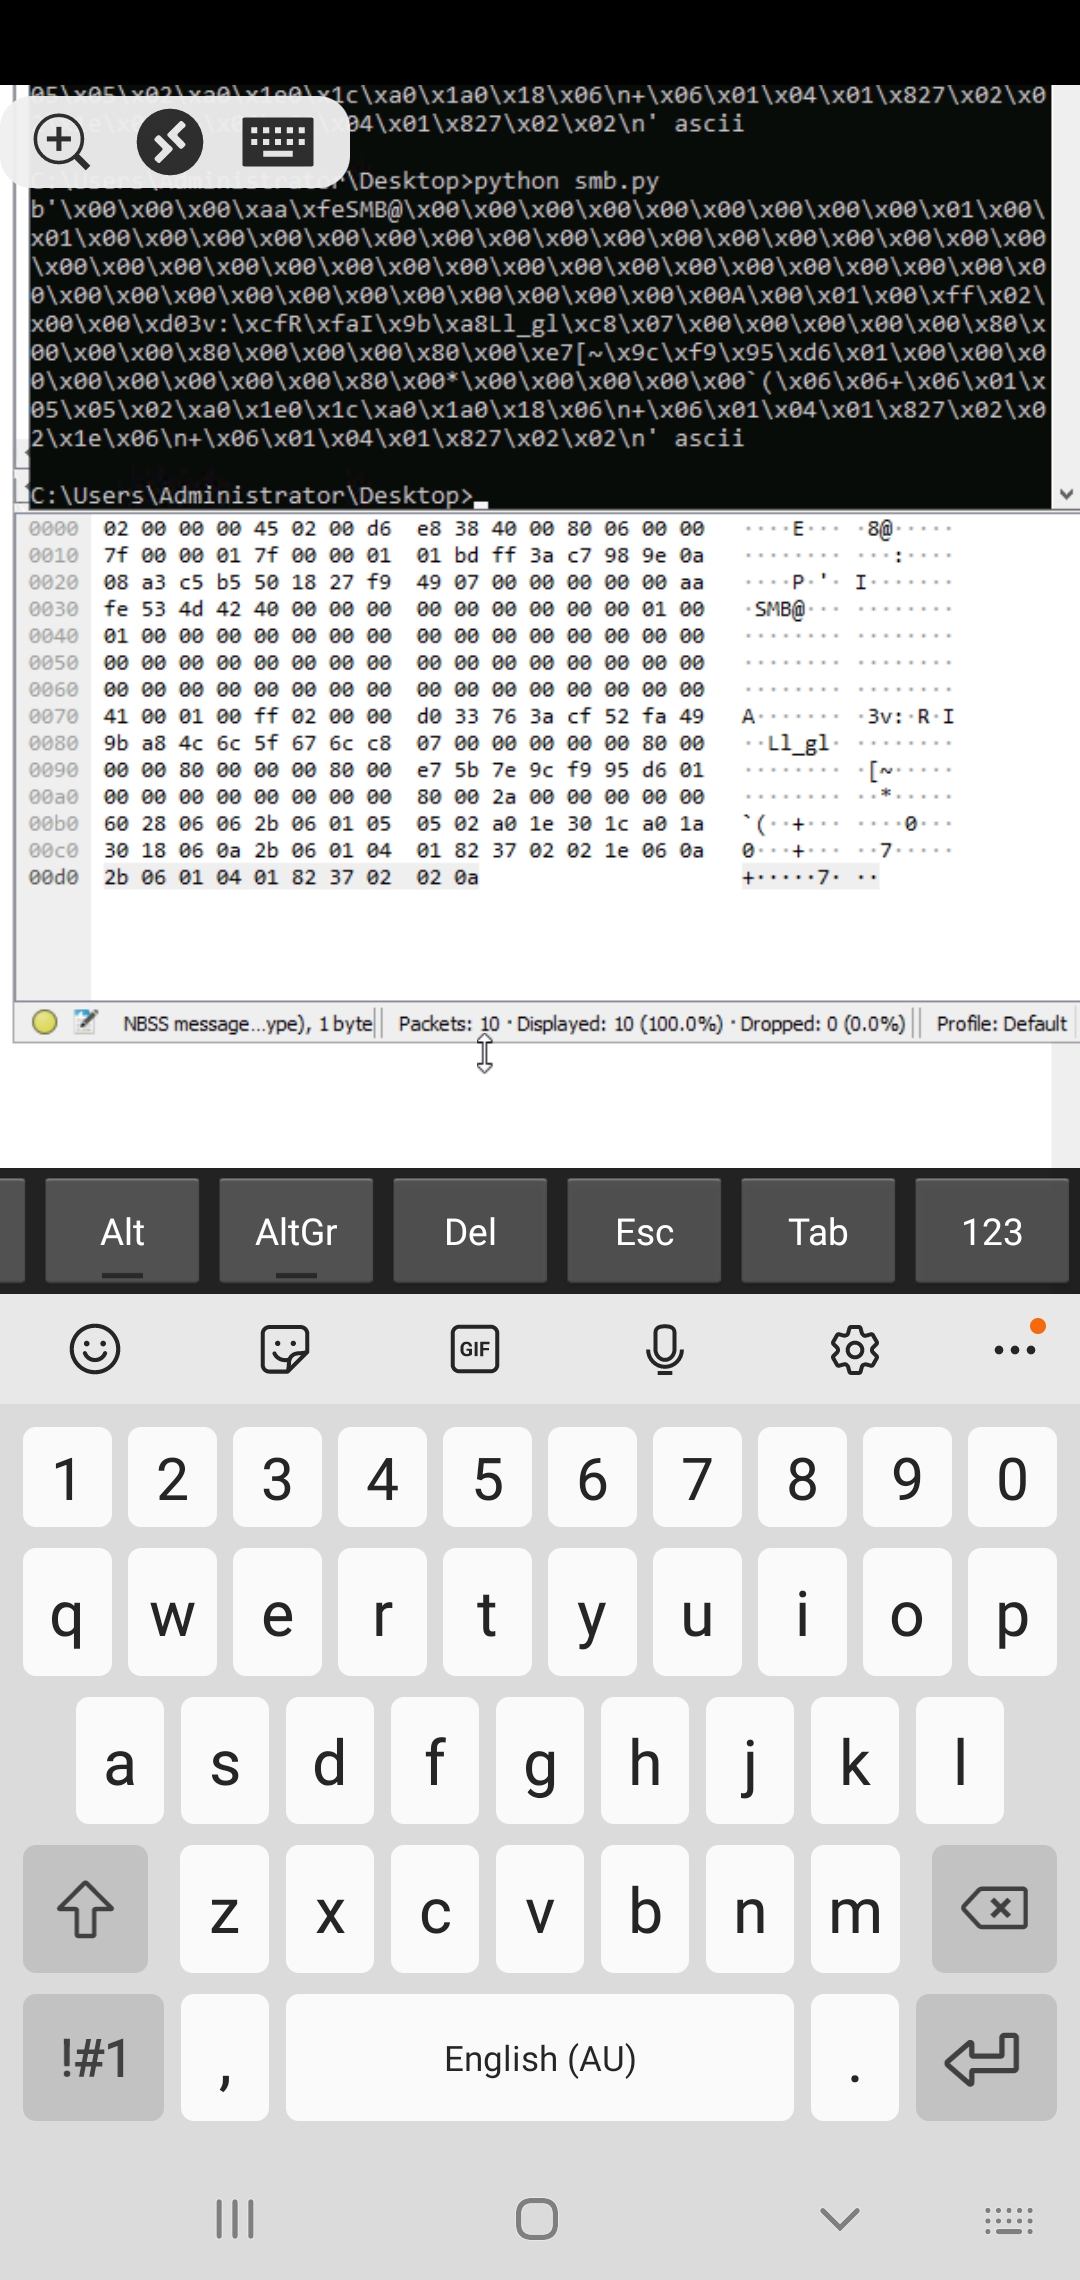 05\x05\x02\xa0\x1e0\x1c\xa0\x1a0\x18\x06\n+\x06\x01\x04\x01\x827\x02\x0
04\x01\x827\x02\x02\n' ascii
C:\Users\Administrator\Desktop>python smb.py
b'\x00\x00\x00\xaa\xfeSMB@\x00\x00\x00\x00\x00\x00\x00\x00\x00\x01\x00\
x01\x00\x00\x00\x00\x00\x00\x00\x00\x00\x00\x00\x00\x00\x00\x00\x00\x00
\x00\x00\x00\x00\x00\x00\x00\x00\x00\x00\x00\x00\x00\x00\x00\x00\x00\x0
0\x00\x00\x00\x00\x00\x00\x00\x00\x00\x00\x00A\x00\x01\x00\xff\x02\
x00\x00\xd03v:\xcfR\xfaI\x9b\xa8Ll_gl\xc8\x07\x00\x00\x00\x00\x00\x80\x
00\x00\x00\x80\x00\x00\x00\x80\x00\xe7[~\x9c\xf9\x95\xd6\x01\x00\x00\x0
0\x00\x00\x00\x00\x00\x80\x00*\x00\x00\x00\x00\x00`(\x06\x06+\x06\x01\x
05\x05\x02\xa0\x1e0\x1c\xa0\x1a0\x18\x06\n+\x06\x01\x04\x01\x827\x02\x0
2\x1e\x06\n+\x06\x01\x04\x01\x827\x02\x02\n' ascii
C:\Users\Administrator\Desktop>_
0000 02 00 00 00 45 02 00 d6 e8 38 40 00 80 06 00 00 ····E··· ·8@·····
0010 7f 00 00 01 7f 00 00 01 01 bd ff 3a c7 98 9e 0a ········ ···:····
0020 08 a3 c5 b5 50 18 27 f9 49 07 00 00 00 00 00 aa ····P·'· I·······
0030 fe 53 4d 42 40 00 00 00 00 00 00 00 00 00 01 00 ·SMB@··· ········
0040 01 00 00 00 00 00 00 00 00 00 00 00 00 00 00 00 ········ ········
0050 00 00 00 00 00 00 00 00 00 00 00 00 00 00 00 00 ········ ········
0060 00 00 00 00 00 00 00 00 00 00 00 00 00 00 00 00 ········ ········
0070 41 00 01 00 ff 02 00 00 d0 33 76 3a cf 52 fa 49 A······· ·3v:·R·I
0080 9b a8 4c 6c 5f 67 6c c8 07 00 00 00 00 00 80 00 ··Ll_gl· ········
0090 00 00 80 00 00 00 80 00 e7 5b 7e 9c f9 95 d6 01 ········ ·[~·····
00a0 00 00 00 00 00 00 00 00 80 00 2a 00 00 00 00 00 ········ ··*·····
00b0 60 28 06 06 2b 06 01 05 05 02 a0 1e 30 1c a0 1a `(··+··· ····0···
00c0 30 18 06 0a 2b 06 01 04 01 82 37 02 02 1e 06 0a 0···+··· ··7·····
00d0 2b 06 01 04 01 82 37 02 02 0a +·····7· ··
NBSS message...ype), 1 byte Packets: 10 · Displayed: 10 (100.0%) · Dropped: 0 (0.0%) Profile: Default
Alt AltGr Del Esc Tab 123
GIF
1 2 3 4 5 6 7 8 9 0
q w e r t y u i o p
a s d f g h j k l
z x c v b n m
!#1 , English (AU) .